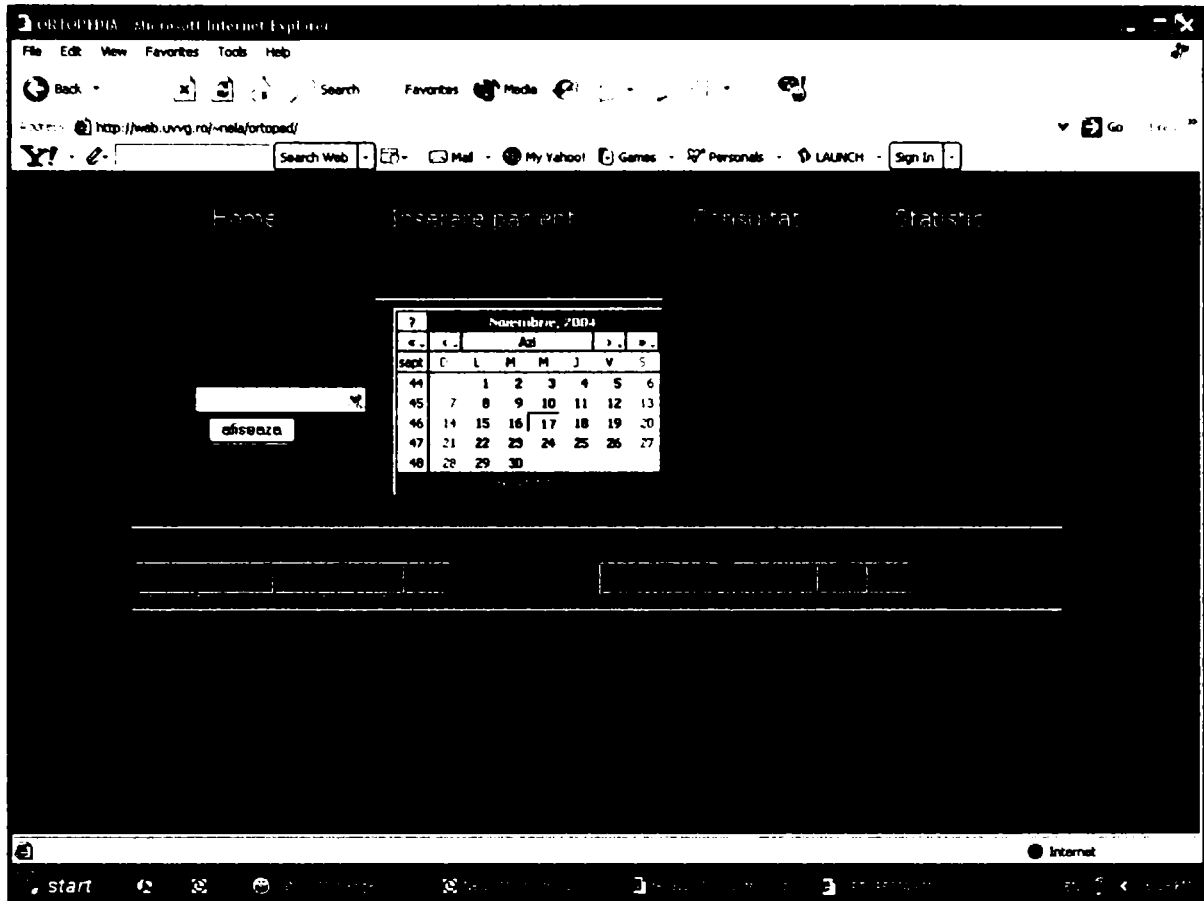 ORTOPEDIA - Microsoft Internet Explorer
File Edit View Favorites Tools Help
Back Search Favorites Media
Address http://web.uvvg.ro/~nela/ortoped/ Go
Y! Search Web Mail My Yahoo! Games Personals LAUNCH Sign In
Home Inserare pacient Consultat Statistic
? Noiembrie, 2004
« ‹ Azi › »
sept D L M M J V S
44 1 2 3 4 5 6
45 7 8 9 10 11 12 13
46 14 15 16 17 18 19 20
47 21 22 23 24 25 26 27
48 28 29 30
afiseaza
Internet
start